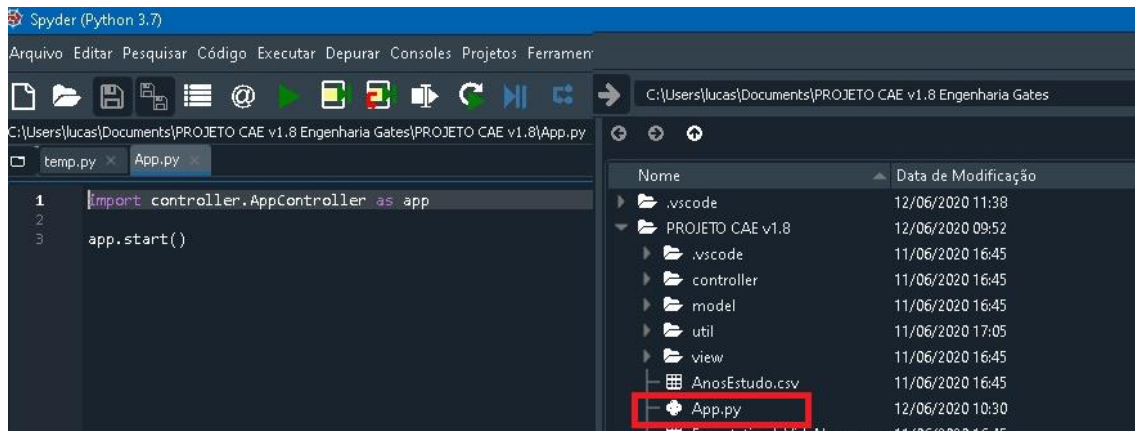 Spyder (Python 3.7)
Arquivo Editar Pesquisar Código Executar Depurar Consoles Projetos Ferramen
C:\Users\lucas\Documents\PROJETO CAE v1.8 Engenharia Gates
C:\Users\lucas\Documents\PROJETO CAE v1.8 Engenharia Gates\PROJETO CAE v1.8\App.py
temp.py App.py
1 import controller.AppController as app
2
3 app.start()
Nome Data de Modificação
.vscode 12/06/2020 11:38
PROJETO CAE v1.8 12/06/2020 09:52
.vscode 11/06/2020 16:45
controller 11/06/2020 16:45
model 11/06/2020 16:45
util 11/06/2020 17:05
view 11/06/2020 16:45
AnosEstudo.csv 11/06/2020 16:45
App.py 12/06/2020 10:30